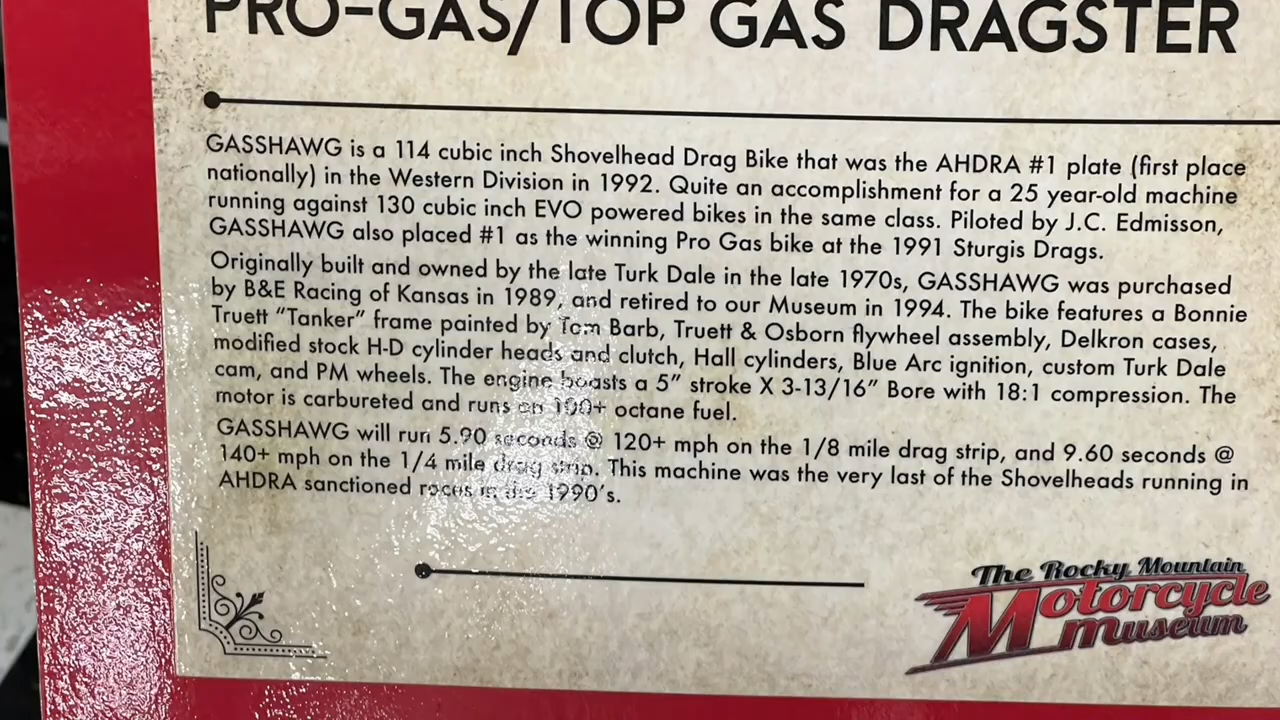 PRO-GAS/TOP GAS DRAGSTER
GASSHAWG is a 114 cubic inch Shovelhead Drag Bike that was the AHDRA #1 plate (first place
nationally) in the Western Division in 1992. Quite an accomplishment for a 25 year-old machine
running against 130 cubic inch EVO powered bikes in the same class. Piloted by J.C. Edmisson,
GASSHAWG also placed #1 as the winning Pro Gas bike at the 1991 Sturgis Drags.
Originally built and owned by the late Turk Dale in the late 1970s, GASSHAWG was purchased
by B&E Racing of Kansas in 1989, and retired to our Museum in 1994. The bike features a Bonnie
Truett "Tanker" frame painted by Tom Barb, Truett & Osborn flywheel assembly, Delkron cases,
modified stock H-D cylinder heads and clutch, Hall cylinders, Blue Arc ignition, custom Turk Dale
cam, and PM wheels. The engine boasts a 5" stroke X 3-13/16" Bore with 18:1 compression. The
motor is carbureted and runs on 100+ octane fuel.
GASSHAWG will run 5.90 seconds @ 120+ mph on the 1/8 mile drag strip, and 9.60 seconds @
140+ mph on the 1/4 mile drag strip. This machine was the very last of the Shovelheads running in
AHDRA sanctioned races in the 1990's.
The Rocky Mountain
Motorcycle
museum